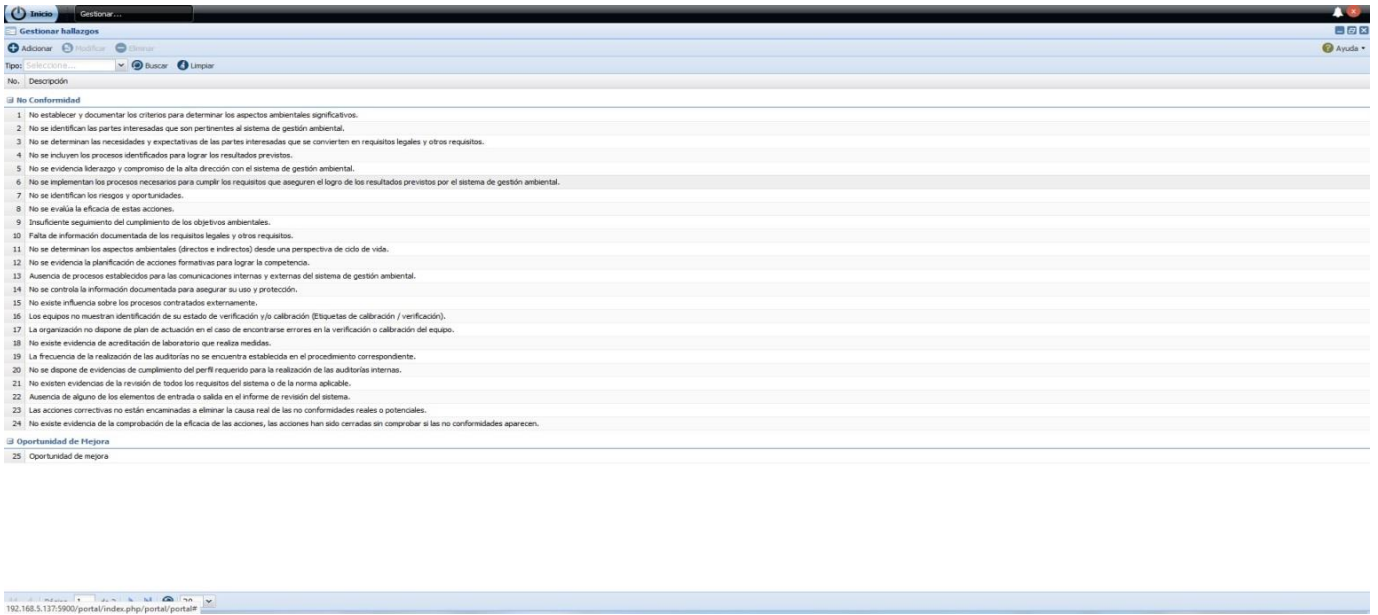 Inicio
Gestionar...
Gestionar hallazgos
Adicionar Modificar Eliminar
Ayuda
Tipo: Seleccione... Buscar Limpiar
No. Descripción
No Conformidad
1 No establecer y documentar los criterios para determinar los aspectos ambientales significativos.
2 No se identifican las partes interesadas que son pertinentes al sistema de gestión ambiental.
3 No se determinan las necesidades y expectativas de las partes interesadas que se convierten en requisitos legales y otros requisitos.
4 No se incluyen los procesos identificados para lograr los resultados previstos.
5 No se evidencia liderazgo y compromiso de la alta dirección con el sistema de gestión ambiental.
6 No se implementan los procesos necesarios para cumplir los requisitos que aseguren el logro de los resultados previstos por el sistema de gestión ambiental.
7 No se identifican los riesgos y oportunidades.
8 No se evalúa la eficacia de estas acciones.
9 Insuficiente seguimiento del cumplimiento de los objetivos ambientales.
10 Falta de información documentada de los requisitos legales y otros requisitos.
11 No se determinan los aspectos ambientales (directos e indirectos) desde una perspectiva de ciclo de vida.
12 No se evidencia la planificación de acciones formativas para lograr la competencia.
13 Ausencia de procesos establecidos para las comunicaciones internas y externas del sistema de gestión ambiental.
14 No se controla la información documentada para asegurar su uso y protección.
15 No existe influencia sobre los procesos contratados externamente.
16 Los equipos no muestran identificación de su estado de verificación y/o calibración (Etiquetas de calibración / verificación).
17 La organización no dispone de plan de actuación en el caso de encontrarse errores en la verificación o calibración del equipo.
18 No existe evidencia de acreditación de laboratorio que realiza medidas.
19 La frecuencia de la realización de las auditorías no se encuentra establecida en el procedimiento correspondiente.
20 No se dispone de evidencias de cumplimiento del perfil requerido para la realización de las auditorías internas.
21 No existen evidencias de la revisión de todos los requisitos del sistema o de la norma aplicable.
22 Ausencia de alguno de los elementos de entrada o salida en el informe de revisión del sistema.
23 Las acciones correctivas no están encaminadas a eliminar la causa real de las no conformidades reales o potenciales.
24 No existe evidencia de la comprobación de la eficacia de las acciones, las acciones han sido cerradas sin comprobar si las no conformidades aparecen.
Oportunidad de Mejora
25 Oportunidad de mejora
Página 1 de 2 20
192.168.5.137:5900/portal/index.php/portal/portal#